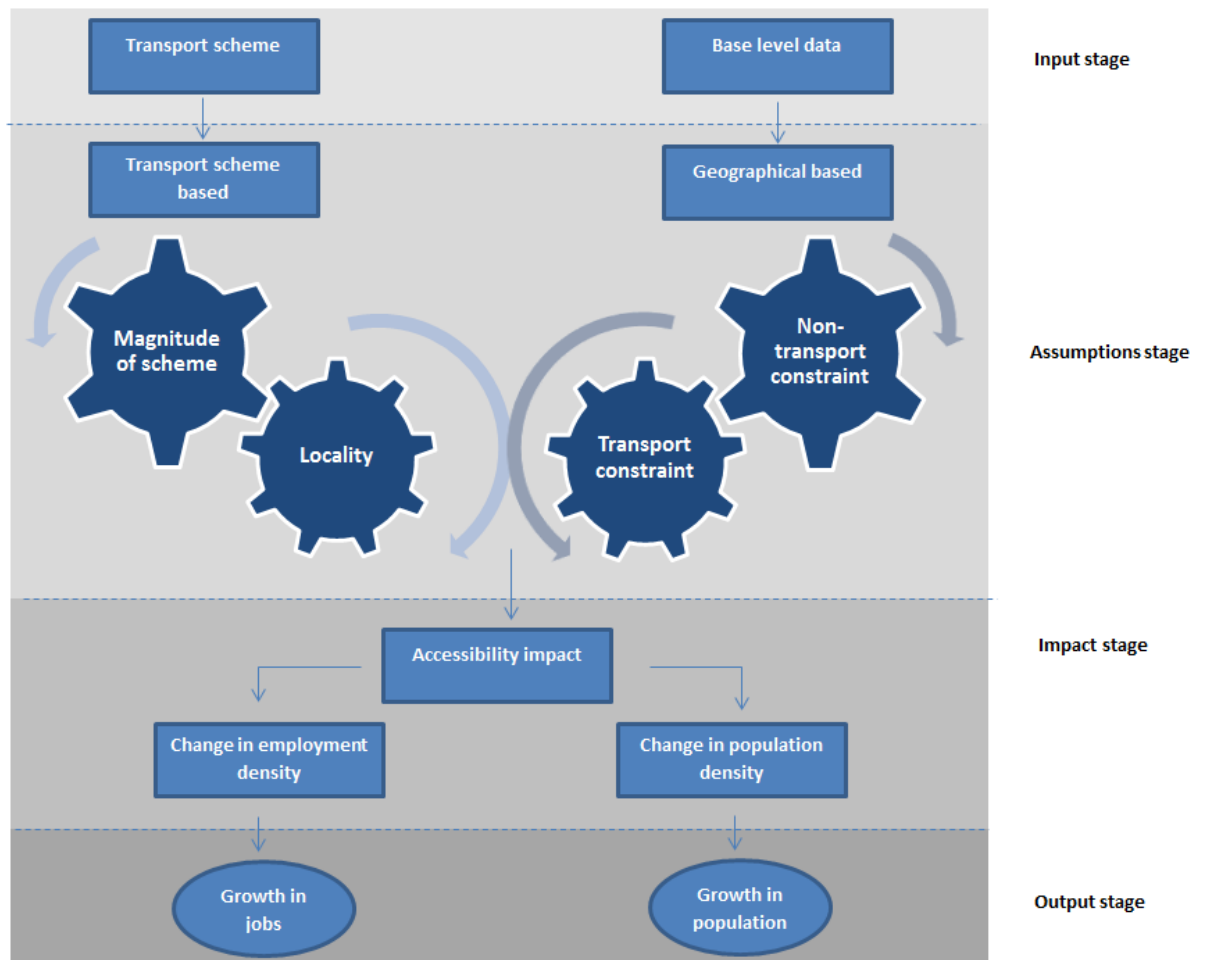 Transport scheme
Base level data
Input stage
Transport scheme
based
Geographical based
Magnitude
of scheme
Non-
transport
constraint
Assumptions stage
Locality
Transport
constraint
Accessibility impact
Impact stage
Change in employment
density
Change in population
density
Growth in
jobs
Growth in
population
Output stage